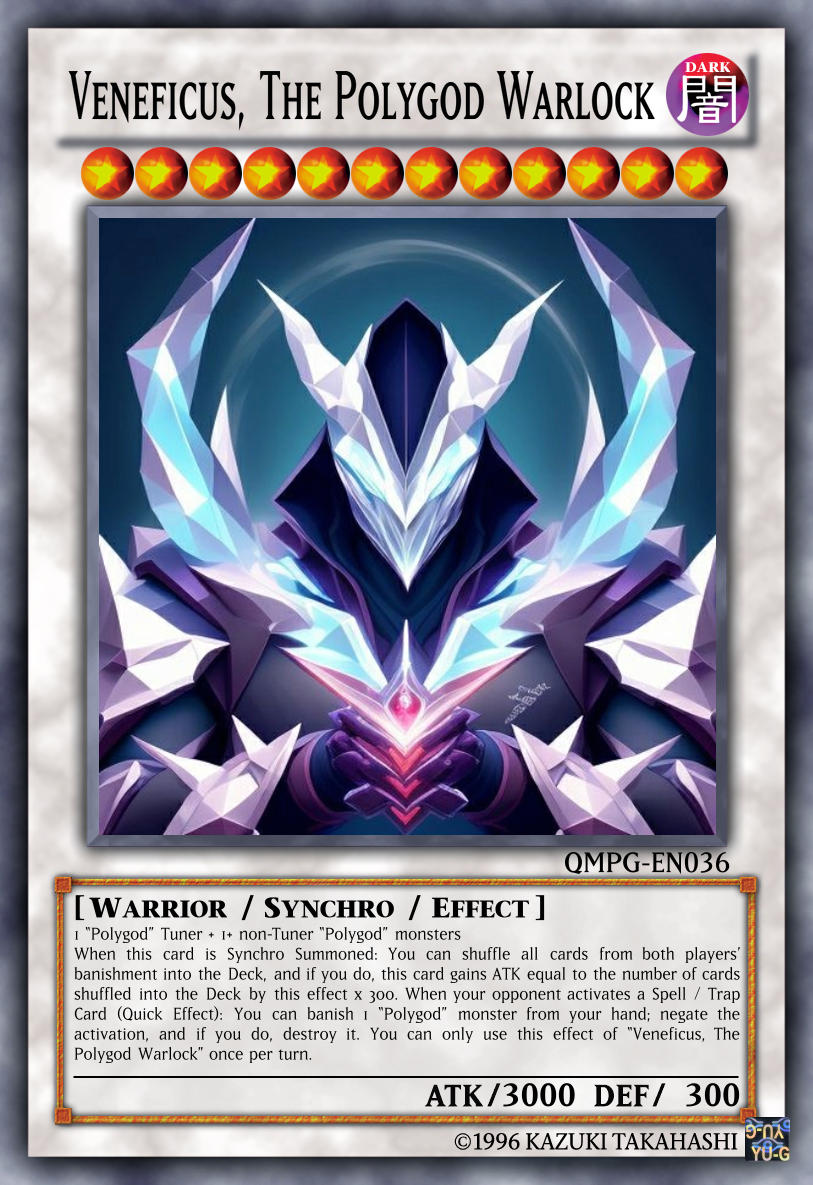 Veneficus, The Polygod Warlock
DARK
闇
QMPG-EN036
[ Warrior / Synchro / Effect ]
1 "Polygod" Tuner + 1+ non-Tuner "Polygod" monsters
When this card is Synchro Summoned: You can shuffle all cards from both players'
banishment into the Deck, and if you do, this card gains ATK equal to the number of cards
shuffled into the Deck by this effect x 300. When your opponent activates a Spell / Trap
Card (Quick Effect): You can banish 1 "Polygod" monster from your hand; negate the
activation, and if you do, destroy it. You can only use this effect of "Veneficus, The
Polygod Warlock" once per turn.
ATK/3000 DEF/ 300
©1996 KAZUKI TAKAHASHI
YU-G
YU-G